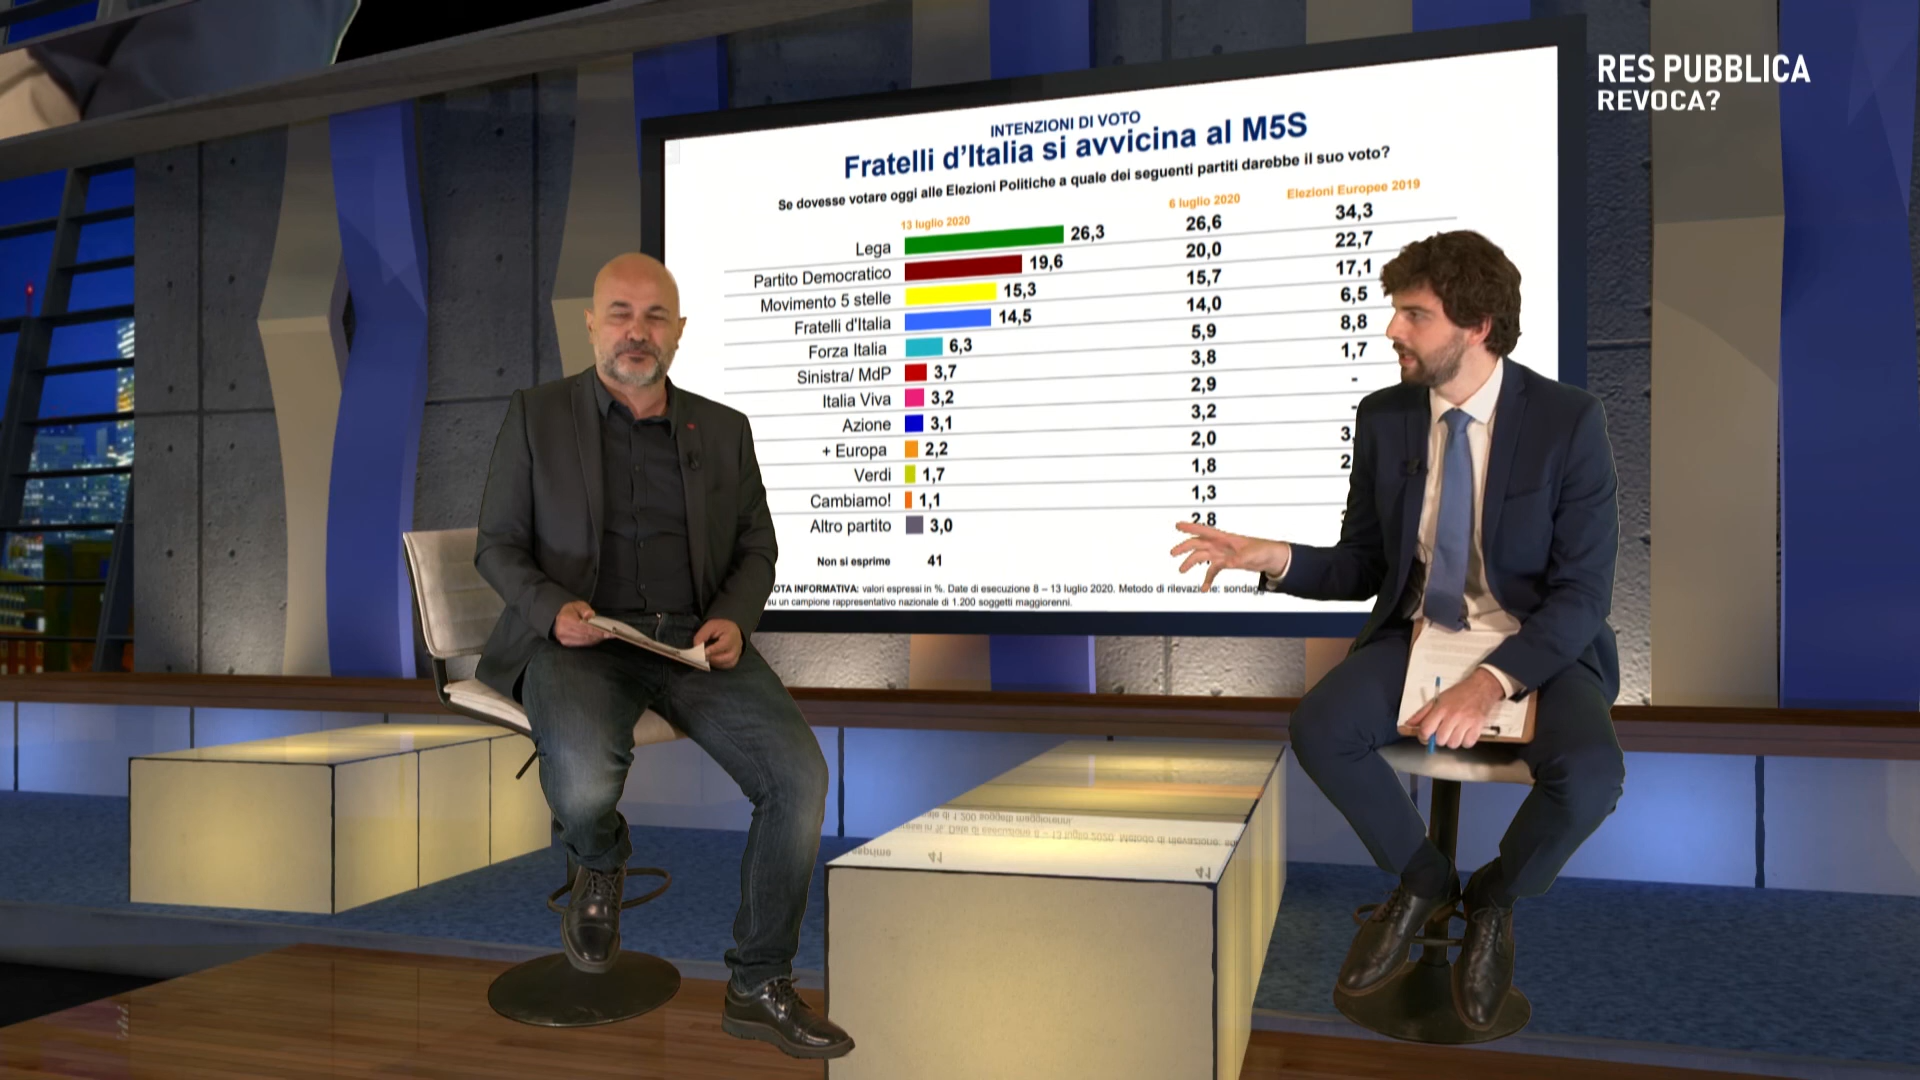 RES PUBBLICA
REVOCA?
INTENZIONI DI VOTO
Fratelli d'Italia si avvicina al M5S
Se dovesse votare oggi alle Elezioni Politiche a quale dei seguenti partiti darebbe il suo voto?
13 luglio 2020 6 luglio 2020 Elezioni Europee 2019
Lega 26,3 26,6 34,3
Partito Democratico 19,6 20,0 22,7
Movimento 5 stelle 15,3 15,7 17,1
Fratelli d'Italia 14,5 14,0 6,5
Forza Italia 6,3 5,9 8,8
Sinistra/ MdP 3,7 3,8 1,7
Italia Viva 3,2 2,9 -
Azione 3,1 3,2 -
+ Europa 2,2 2,0 3,
Verdi 1,7 1,8 2
Cambiamo! 1,1 1,3
Altro partito 3,0 2,8
Non si esprime 41
OTA INFORMATIVA: valori espressi in %. Date di esecuzione 8 – 13 luglio 2020. Metodo di rilevazione: sondag
su un campione rappresentativo nazionale di 1.200 soggetti maggiorenni.